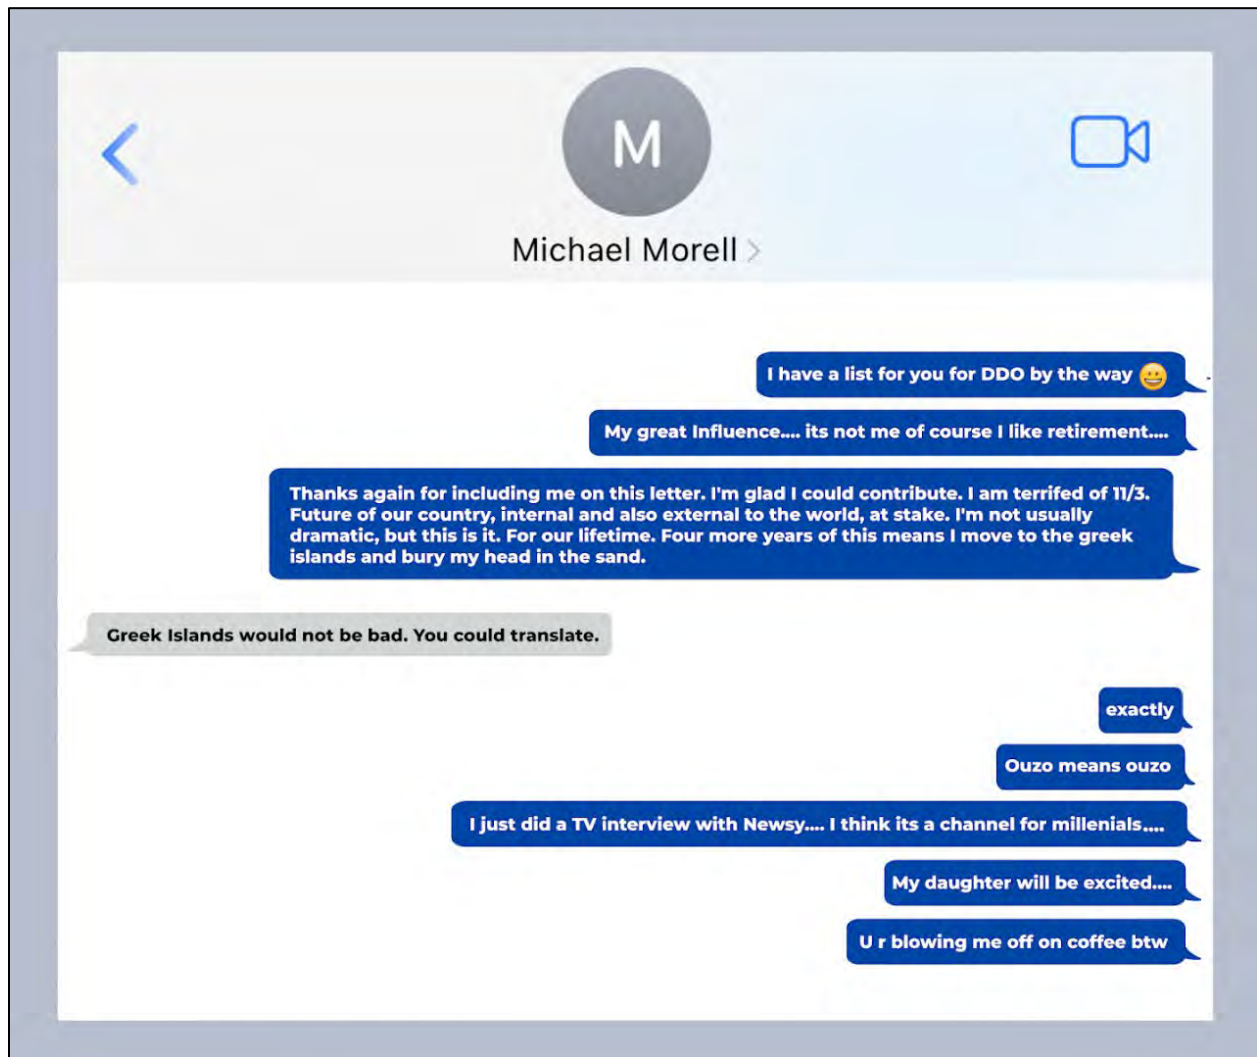 M
Michael Morell >
I have a list for you for DDO by the way 😀
My great Influence.... its not me of course I like retirement....
Thanks again for including me on this letter. I'm glad I could contribute. I am terrifed of 11/3.
Future of our country, internal and also external to the world, at stake. I'm not usually
dramatic, but this is it. For our lifetime. Four more years of this means I move to the greek
islands and bury my head in the sand.
Greek Islands would not be bad. You could translate.
exactly
Ouzo means ouzo
I just did a TV interview with Newsy.... I think its a channel for millenials....
My daughter will be excited....
U r blowing me off on coffee btw